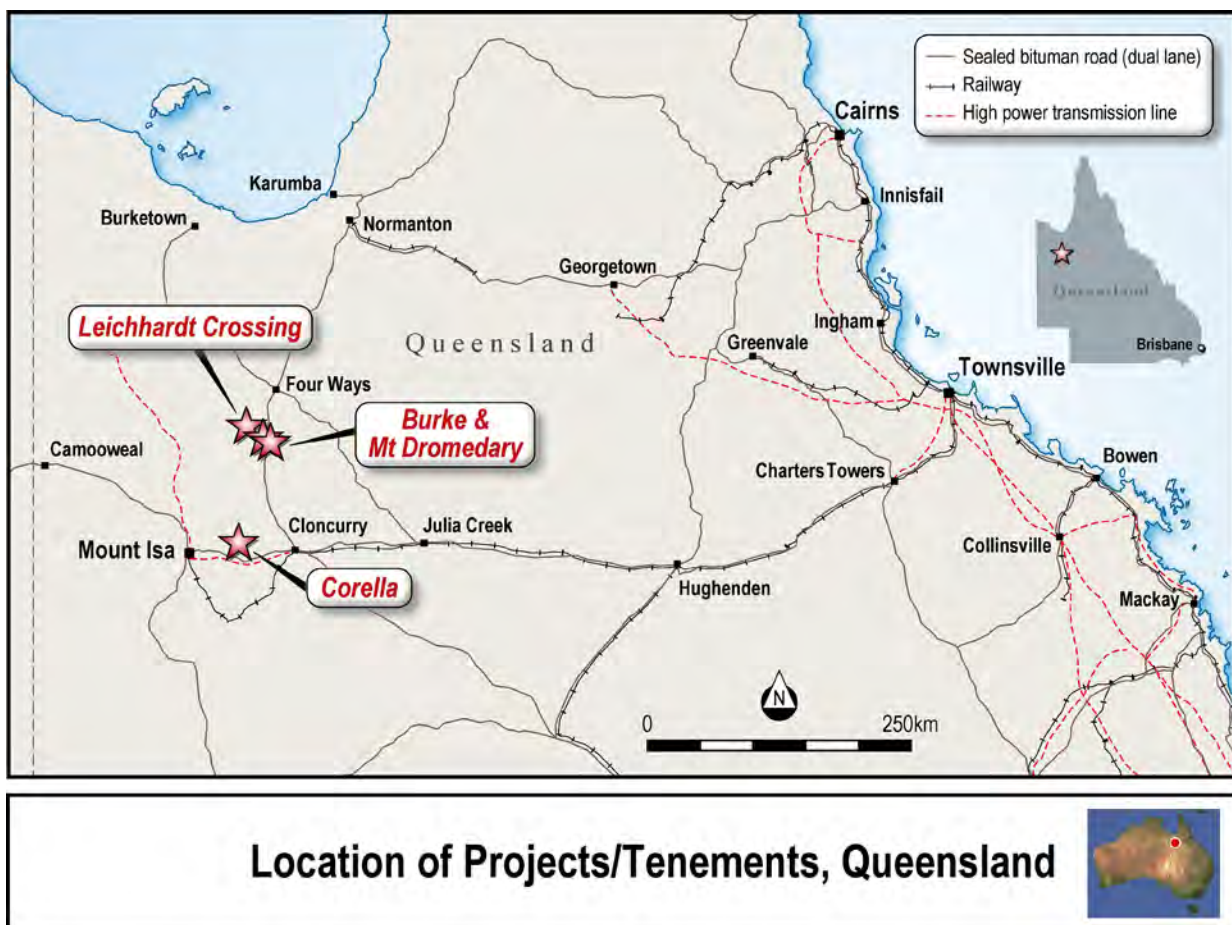 Sealed bituman road (dual lane)
Railway
High power transmission line
Cairns
Karumba
Innisfail
Burketown
Normanton
Georgetown
Queensland
Brisbane
Leichhardt Crossing
Ingham
Queensland
Greenvale
Townsville
Four Ways
Burke &
Mt Dromedary
Camooweal
Charters Towers
Bowen
Mount Isa
Cloncurry
Julia Creek
Collinsville
Corella
Hughenden
Mackay
N
0
250km
Location of Projects/Tenements, Queensland